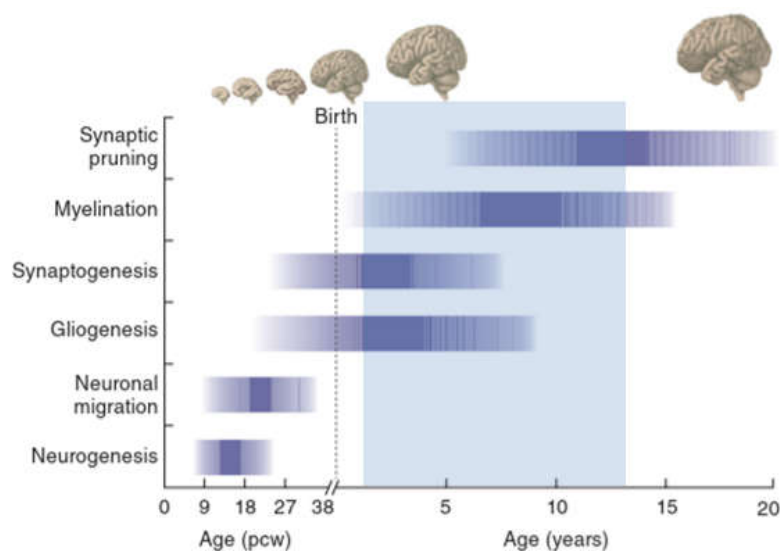 Birth
Synaptic
pruning
Myelination
Synaptogenesis
Gliogenesis
Neuronal
migration
Neurogenesis
0 9 18 27 38 5 10 15 20
Age (pcw) Age (years)